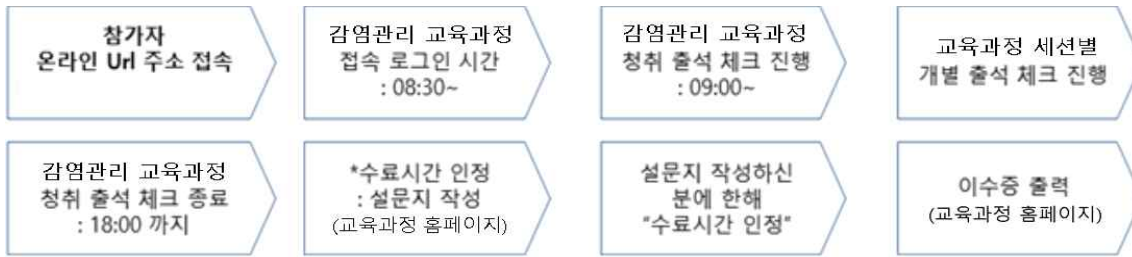 참가자
온라인 Url 주소 접속
감염관리 교육과정
접속 로그인 시간
: 08:30~
감염관리 교육과정
청취 출석 체크 진행
: 09:00~
교육과정 세션별
개별 출석 체크 진행
감염관리 교육과정
청취 출석 체크 종료
: 18:00 까지
*수료시간 인정
: 설문지 작성
(교육과정 홈페이지)
설문지 작성하신
분에 한해
"수료시간 인정"
이수증 출력
(교육과정 홈페이지)